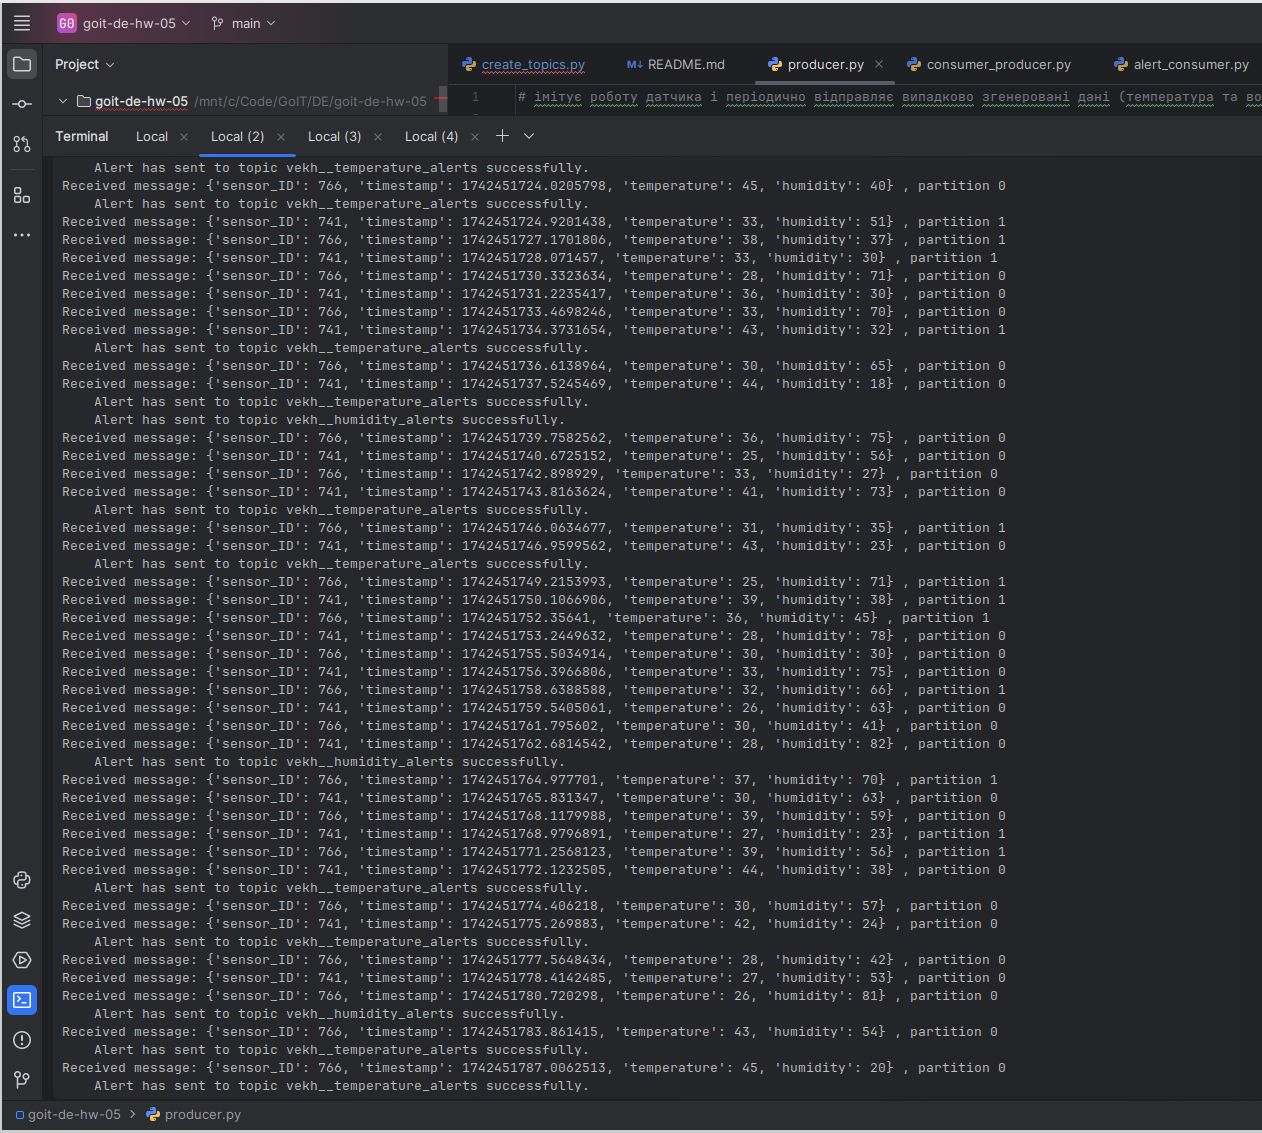 GO goit-de-hw-05 main
Project
create_topics.py M↓ README.md producer.py consumer_producer.py alert_consumer.py
goit-de-hw-05 /mnt/c/Code/GoIT/DE/goit-de-hw-05
1 # імітує роботу датчика і періодично відправляє випадково згенеровані дані (температура та во
Terminal Local Local (2) Local (3) Local (4)
Alert has sent to topic vekh__temperature_alerts successfully.
Received message: {'sensor_ID': 766, 'timestamp': 1742451724.0205798, 'temperature': 45, 'humidity': 40} , partition 0
Alert has sent to topic vekh__temperature_alerts successfully.
Received message: {'sensor_ID': 741, 'timestamp': 1742451724.9201438, 'temperature': 33, 'humidity': 51} , partition 1
Received message: {'sensor_ID': 766, 'timestamp': 1742451727.1701806, 'temperature': 38, 'humidity': 37} , partition 1
Received message: {'sensor_ID': 741, 'timestamp': 1742451728.071457, 'temperature': 33, 'humidity': 30} , partition 1
Received message: {'sensor_ID': 766, 'timestamp': 1742451730.3323634, 'temperature': 28, 'humidity': 71} , partition 0
Received message: {'sensor_ID': 741, 'timestamp': 1742451731.2235417, 'temperature': 36, 'humidity': 30} , partition 0
Received message: {'sensor_ID': 766, 'timestamp': 1742451733.4698246, 'temperature': 33, 'humidity': 70} , partition 0
Received message: {'sensor_ID': 741, 'timestamp': 1742451734.3731654, 'temperature': 43, 'humidity': 32} , partition 1
Alert has sent to topic vekh__temperature_alerts successfully.
Received message: {'sensor_ID': 766, 'timestamp': 1742451736.6138964, 'temperature': 30, 'humidity': 65} , partition 0
Received message: {'sensor_ID': 741, 'timestamp': 1742451737.5245469, 'temperature': 44, 'humidity': 18} , partition 0
Alert has sent to topic vekh__temperature_alerts successfully.
Alert has sent to topic vekh__humidity_alerts successfully.
Received message: {'sensor_ID': 766, 'timestamp': 1742451739.7582562, 'temperature': 36, 'humidity': 75} , partition 0
Received message: {'sensor_ID': 741, 'timestamp': 1742451740.6725152, 'temperature': 25, 'humidity': 56} , partition 0
Received message: {'sensor_ID': 766, 'timestamp': 1742451742.898929, 'temperature': 33, 'humidity': 27} , partition 0
Received message: {'sensor_ID': 741, 'timestamp': 1742451743.8163624, 'temperature': 41, 'humidity': 73} , partition 0
Alert has sent to topic vekh__temperature_alerts successfully.
Received message: {'sensor_ID': 766, 'timestamp': 1742451746.0634677, 'temperature': 31, 'humidity': 35} , partition 1
Received message: {'sensor_ID': 741, 'timestamp': 1742451746.9599562, 'temperature': 43, 'humidity': 23} , partition 0
Alert has sent to topic vekh__temperature_alerts successfully.
Received message: {'sensor_ID': 766, 'timestamp': 1742451749.2153993, 'temperature': 25, 'humidity': 71} , partition 1
Received message: {'sensor_ID': 741, 'timestamp': 1742451750.1066906, 'temperature': 39, 'humidity': 38} , partition 1
Received message: {'sensor_ID': 766, 'timestamp': 1742451752.35641, 'temperature': 36, 'humidity': 45} , partition 1
Received message: {'sensor_ID': 741, 'timestamp': 1742451753.2449632, 'temperature': 28, 'humidity': 78} , partition 0
Received message: {'sensor_ID': 766, 'timestamp': 1742451755.5034914, 'temperature': 30, 'humidity': 30} , partition 0
Received message: {'sensor_ID': 741, 'timestamp': 1742451756.3966806, 'temperature': 33, 'humidity': 75} , partition 0
Received message: {'sensor_ID': 766, 'timestamp': 1742451758.6388588, 'temperature': 32, 'humidity': 66} , partition 1
Received message: {'sensor_ID': 741, 'timestamp': 1742451759.5405061, 'temperature': 26, 'humidity': 63} , partition 0
Received message: {'sensor_ID': 766, 'timestamp': 1742451761.795602, 'temperature': 30, 'humidity': 41} , partition 0
Received message: {'sensor_ID': 741, 'timestamp': 1742451762.6814542, 'temperature': 28, 'humidity': 82} , partition 0
Alert has sent to topic vekh__humidity_alerts successfully.
Received message: {'sensor_ID': 766, 'timestamp': 1742451764.977701, 'temperature': 37, 'humidity': 70} , partition 1
Received message: {'sensor_ID': 741, 'timestamp': 1742451765.831347, 'temperature': 30, 'humidity': 63} , partition 0
Received message: {'sensor_ID': 766, 'timestamp': 1742451768.1179988, 'temperature': 39, 'humidity': 59} , partition 0
Received message: {'sensor_ID': 741, 'timestamp': 1742451768.9796891, 'temperature': 27, 'humidity': 23} , partition 1
Received message: {'sensor_ID': 766, 'timestamp': 1742451771.2568123, 'temperature': 39, 'humidity': 56} , partition 1
Received message: {'sensor_ID': 741, 'timestamp': 1742451772.1232505, 'temperature': 44, 'humidity': 38} , partition 0
Alert has sent to topic vekh__temperature_alerts successfully.
Received message: {'sensor_ID': 766, 'timestamp': 1742451774.406218, 'temperature': 30, 'humidity': 57} , partition 0
Received message: {'sensor_ID': 741, 'timestamp': 1742451775.269883, 'temperature': 42, 'humidity': 24} , partition 0
Alert has sent to topic vekh__temperature_alerts successfully.
Received message: {'sensor_ID': 766, 'timestamp': 1742451777.5648434, 'temperature': 28, 'humidity': 42} , partition 0
Received message: {'sensor_ID': 741, 'timestamp': 1742451778.4142485, 'temperature': 27, 'humidity': 53} , partition 0
Received message: {'sensor_ID': 766, 'timestamp': 1742451780.720298, 'temperature': 26, 'humidity': 81} , partition 0
Alert has sent to topic vekh__humidity_alerts successfully.
Received message: {'sensor_ID': 766, 'timestamp': 1742451783.861415, 'temperature': 43, 'humidity': 54} , partition 0
Alert has sent to topic vekh__temperature_alerts successfully.
Received message: {'sensor_ID': 766, 'timestamp': 1742451787.0062513, 'temperature': 45, 'humidity': 20} , partition 0
Alert has sent to topic vekh__temperature_alerts successfully.
goit-de-hw-05 > producer.py